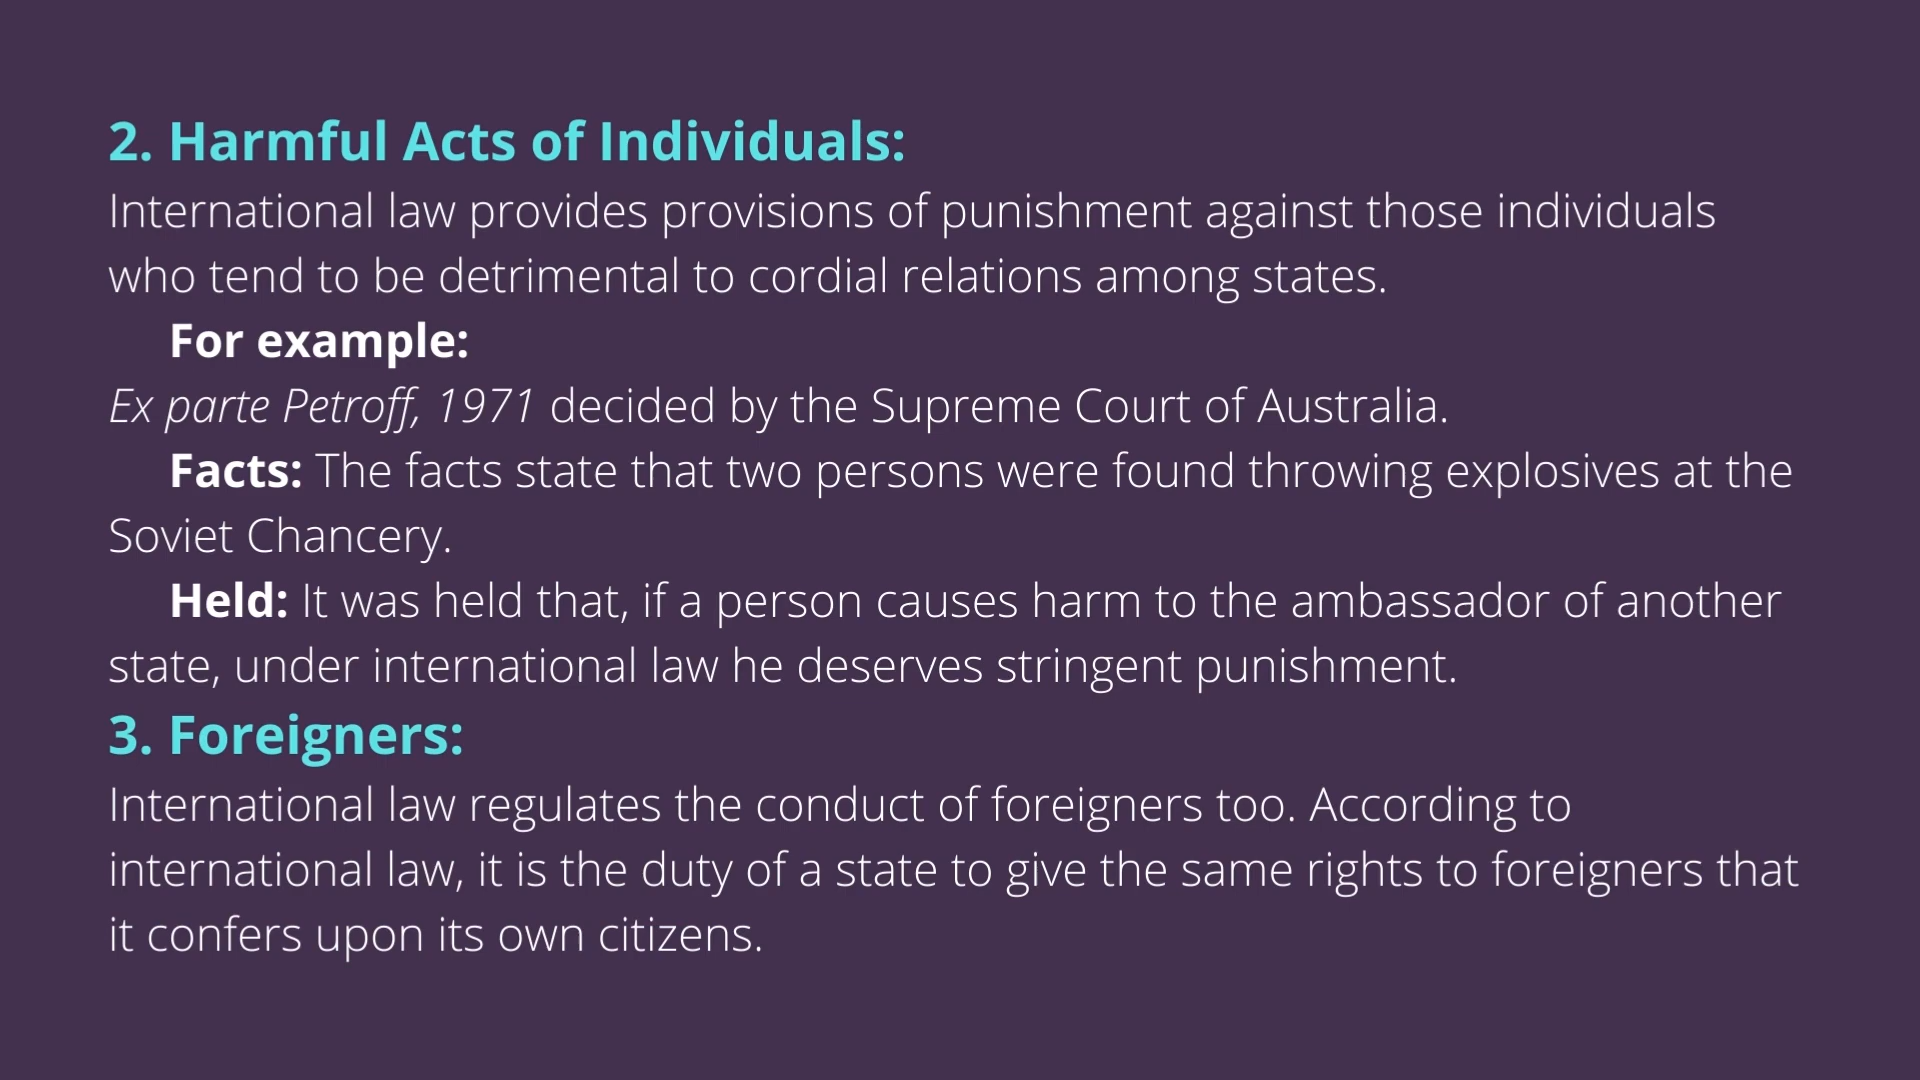 2. Harmful Acts of Individuals:
International law provides provisions of punishment against those individuals
who tend to be detrimental to cordial relations among states.
For example:
Ex parte Petroff, 1971 decided by the Supreme Court of Australia.
Facts: The facts state that two persons were found throwing explosives at the
Soviet Chancery.
Held: It was held that, if a person causes harm to the ambassador of another
state, under international law he deserves stringent punishment.
3. Foreigners:
International law regulates the conduct of foreigners too. According to
international law, it is the duty of a state to give the same rights to foreigners that
it confers upon its own citizens.